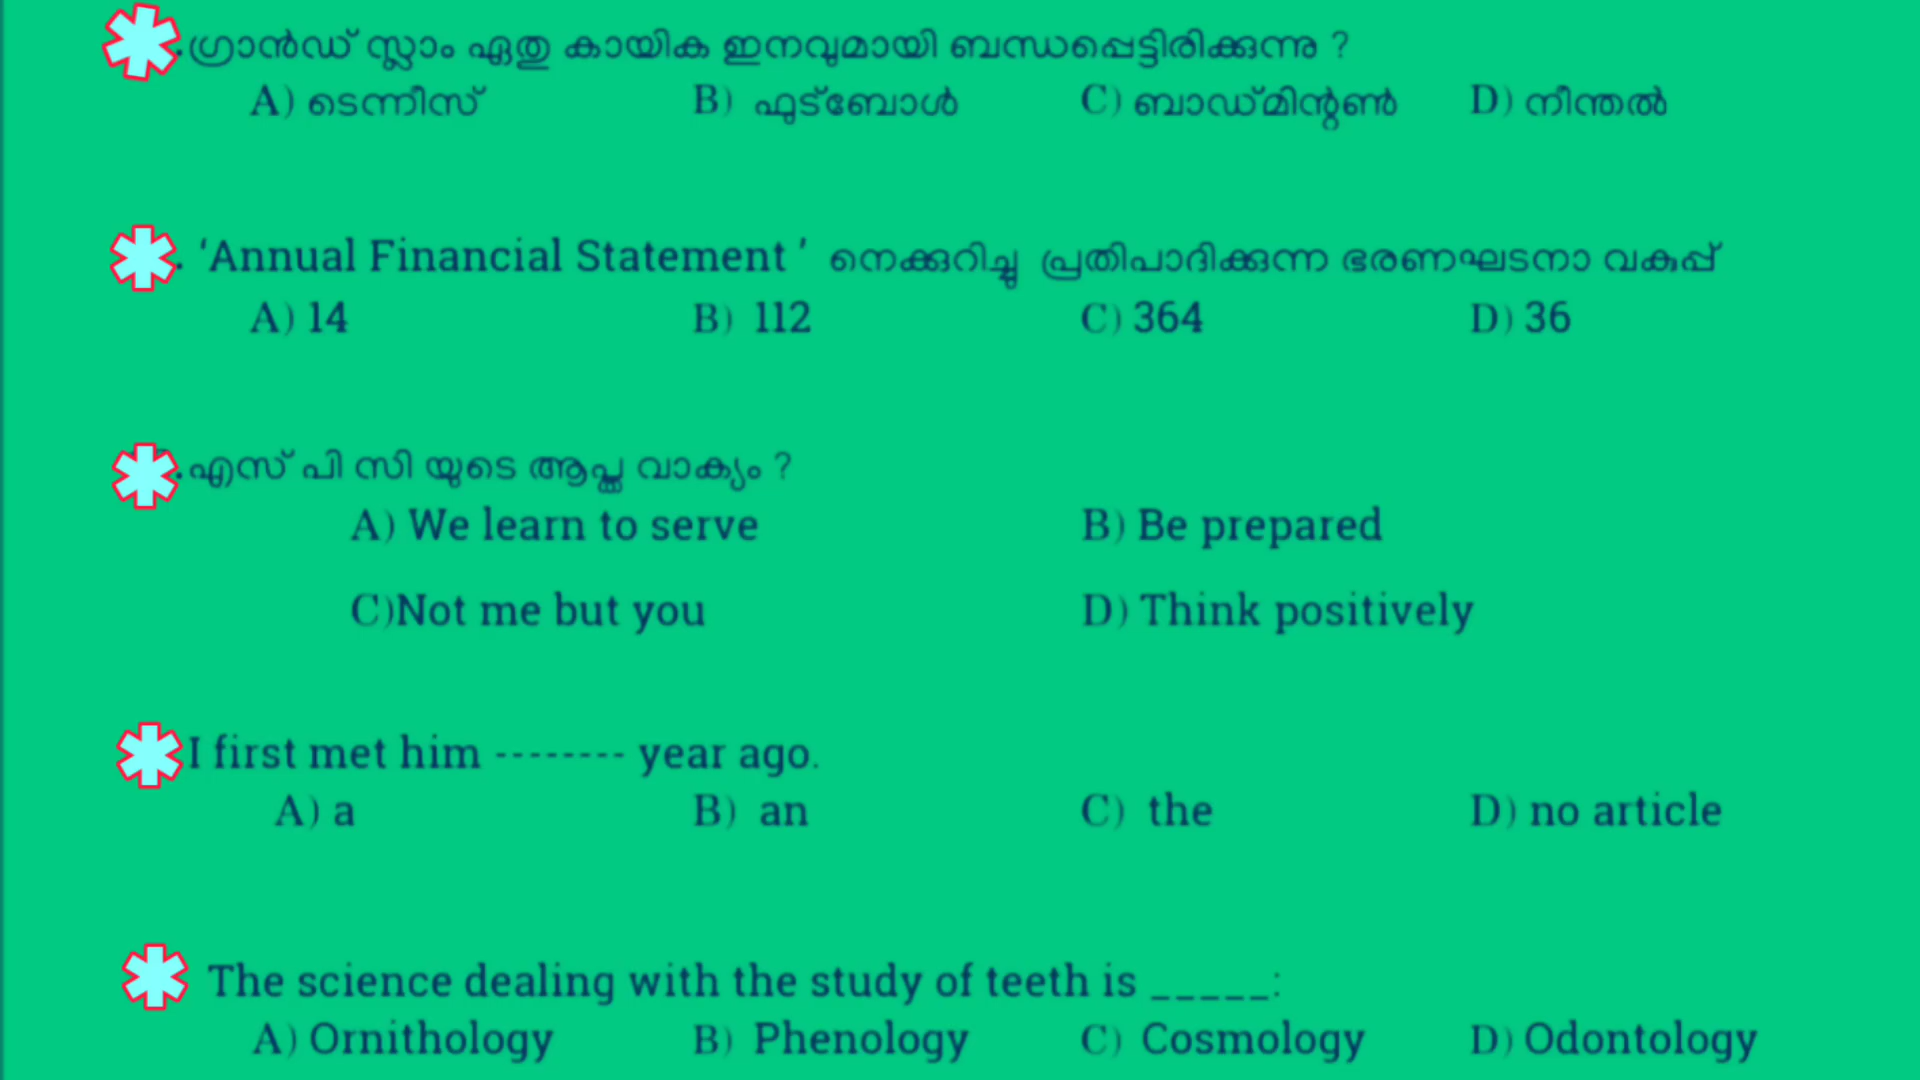 .ഗ്രാൻഡ് സ്ലാം ഏതു കായിക ഇനവുമായി ബന്ധപ്പെട്ടിരിക്കുന്നു ?
A) ടെന്നീസ് B) ഫുട്ബോൾ C) ബാഡ്മിന്റൺ D) നീന്തൽ
. ‘Annual Financial Statement ’ നെക്കുറിച്ചു പ്രതിപാദിക്കുന്ന ഭരണഘടനാ വകുപ്പ്
A) 14 B) 112 C) 364 D) 36
.എസ് പി സി യുടെ ആപ്ത വാക്യം ?
A) We learn to serve B) Be prepared
C)Not me but you D) Think positively
I first met him -------- year ago.
A) a B) an C) the D) no article
The science dealing with the study of teeth is _____:
A) Ornithology B) Phenology C) Cosmology D) Odontology